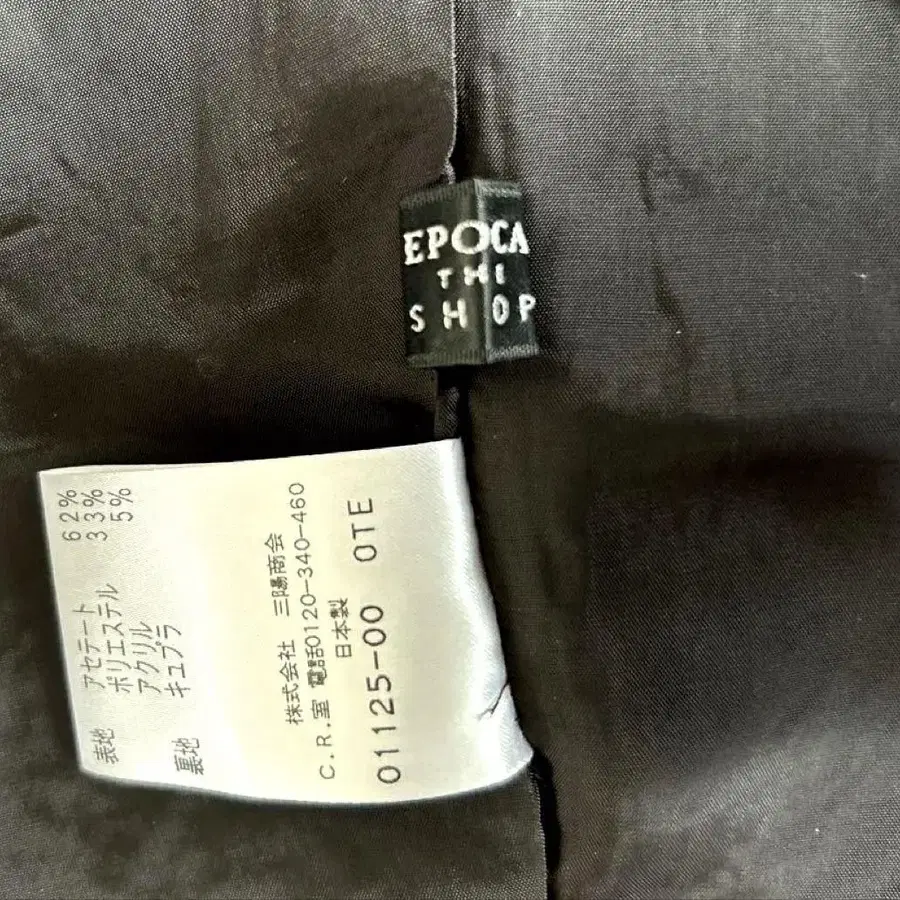 EPOCA
THE
SHOP
表地 アセテート 62%
ポリエステル 33%
アクリル 5%
裏地 キュプラ
株式会社 三陽商会
C.R.室 電話0120-340-460
日本製
01125-00 OTE